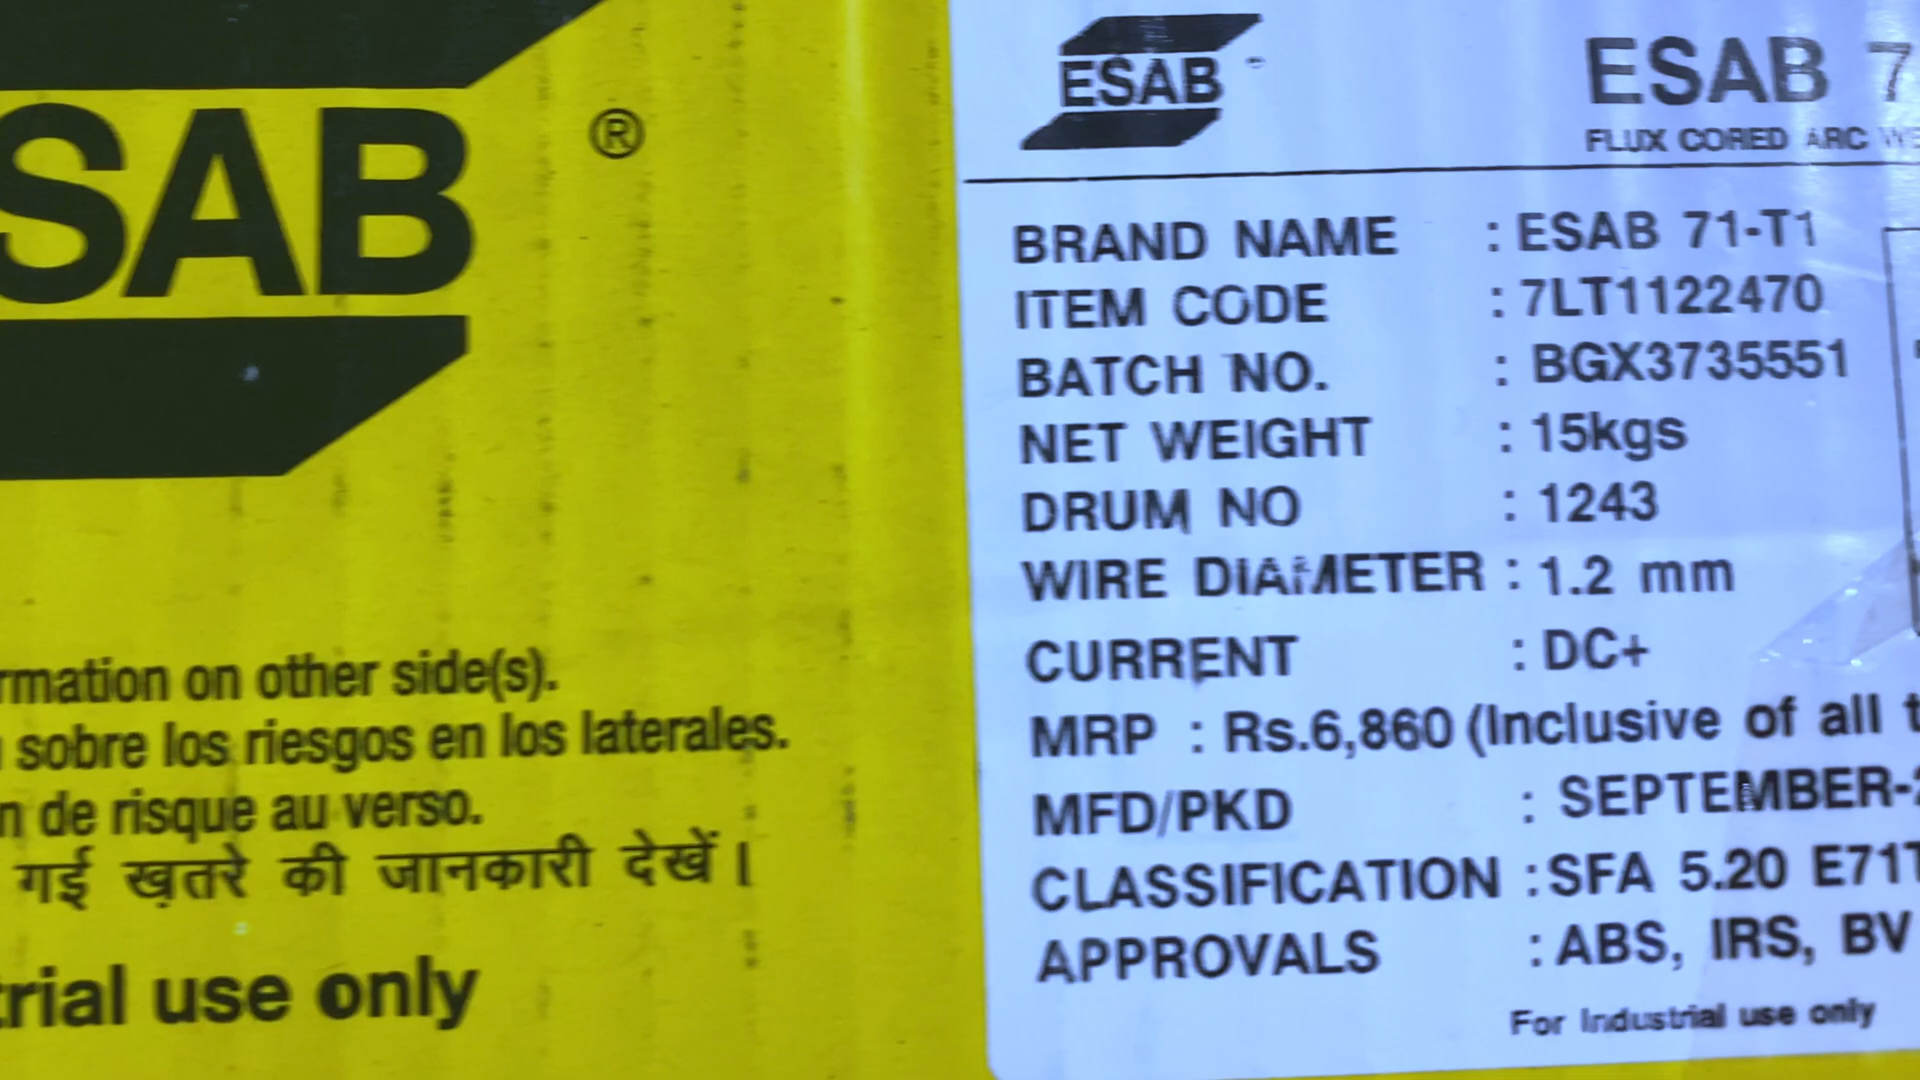 SAB ®
rmation on other side(s).
sobre los riesgos en los laterales.
n de risque au verso.
गई ख़तरे की जानकारी देखें।
trial use only
ESAB
ESAB 7
FLUX CORED ARC WE
BRAND NAME : ESAB 71-T1
ITEM CODE : 7LT1122470
BATCH NO. : BGX3735551
NET WEIGHT : 15kgs
DRUM NO : 1243
WIRE DIAMETER : 1.2 mm
CURRENT : DC+
MRP : Rs.6,860 (Inclusive of all t
MFD/PKD : SEPTEMBER-2
CLASSIFICATION : SFA 5.20 E71T
APPROVALS : ABS, IRS, BV
For Industrial use only